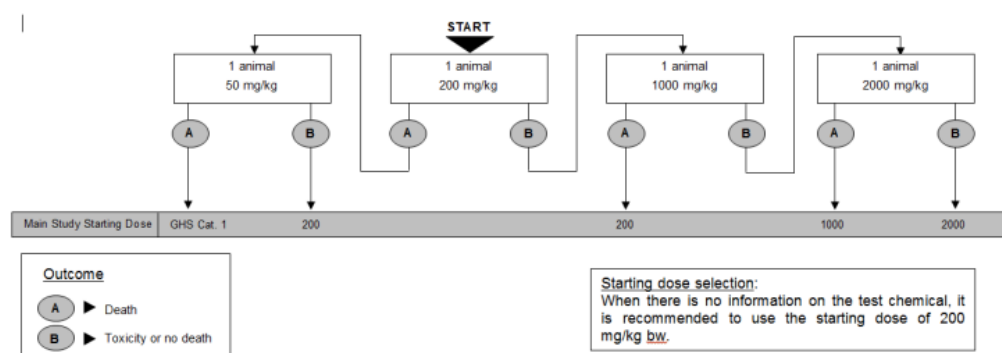 START
1 animal
50 mg/kg
1 animal
200 mg/kg
1 animal
1000 mg/kg
1 animal
2000 mg/kg
A
B
A
B
A
B
A
B
Main Study Starting Dose
GHS Cat. 1
200
200
1000
2000
Outcome
A Death
B Toxicity or no death
Starting dose selection:
When there is no information on the test chemical, it
is recommended to use the starting dose of 200
mg/kg bw.